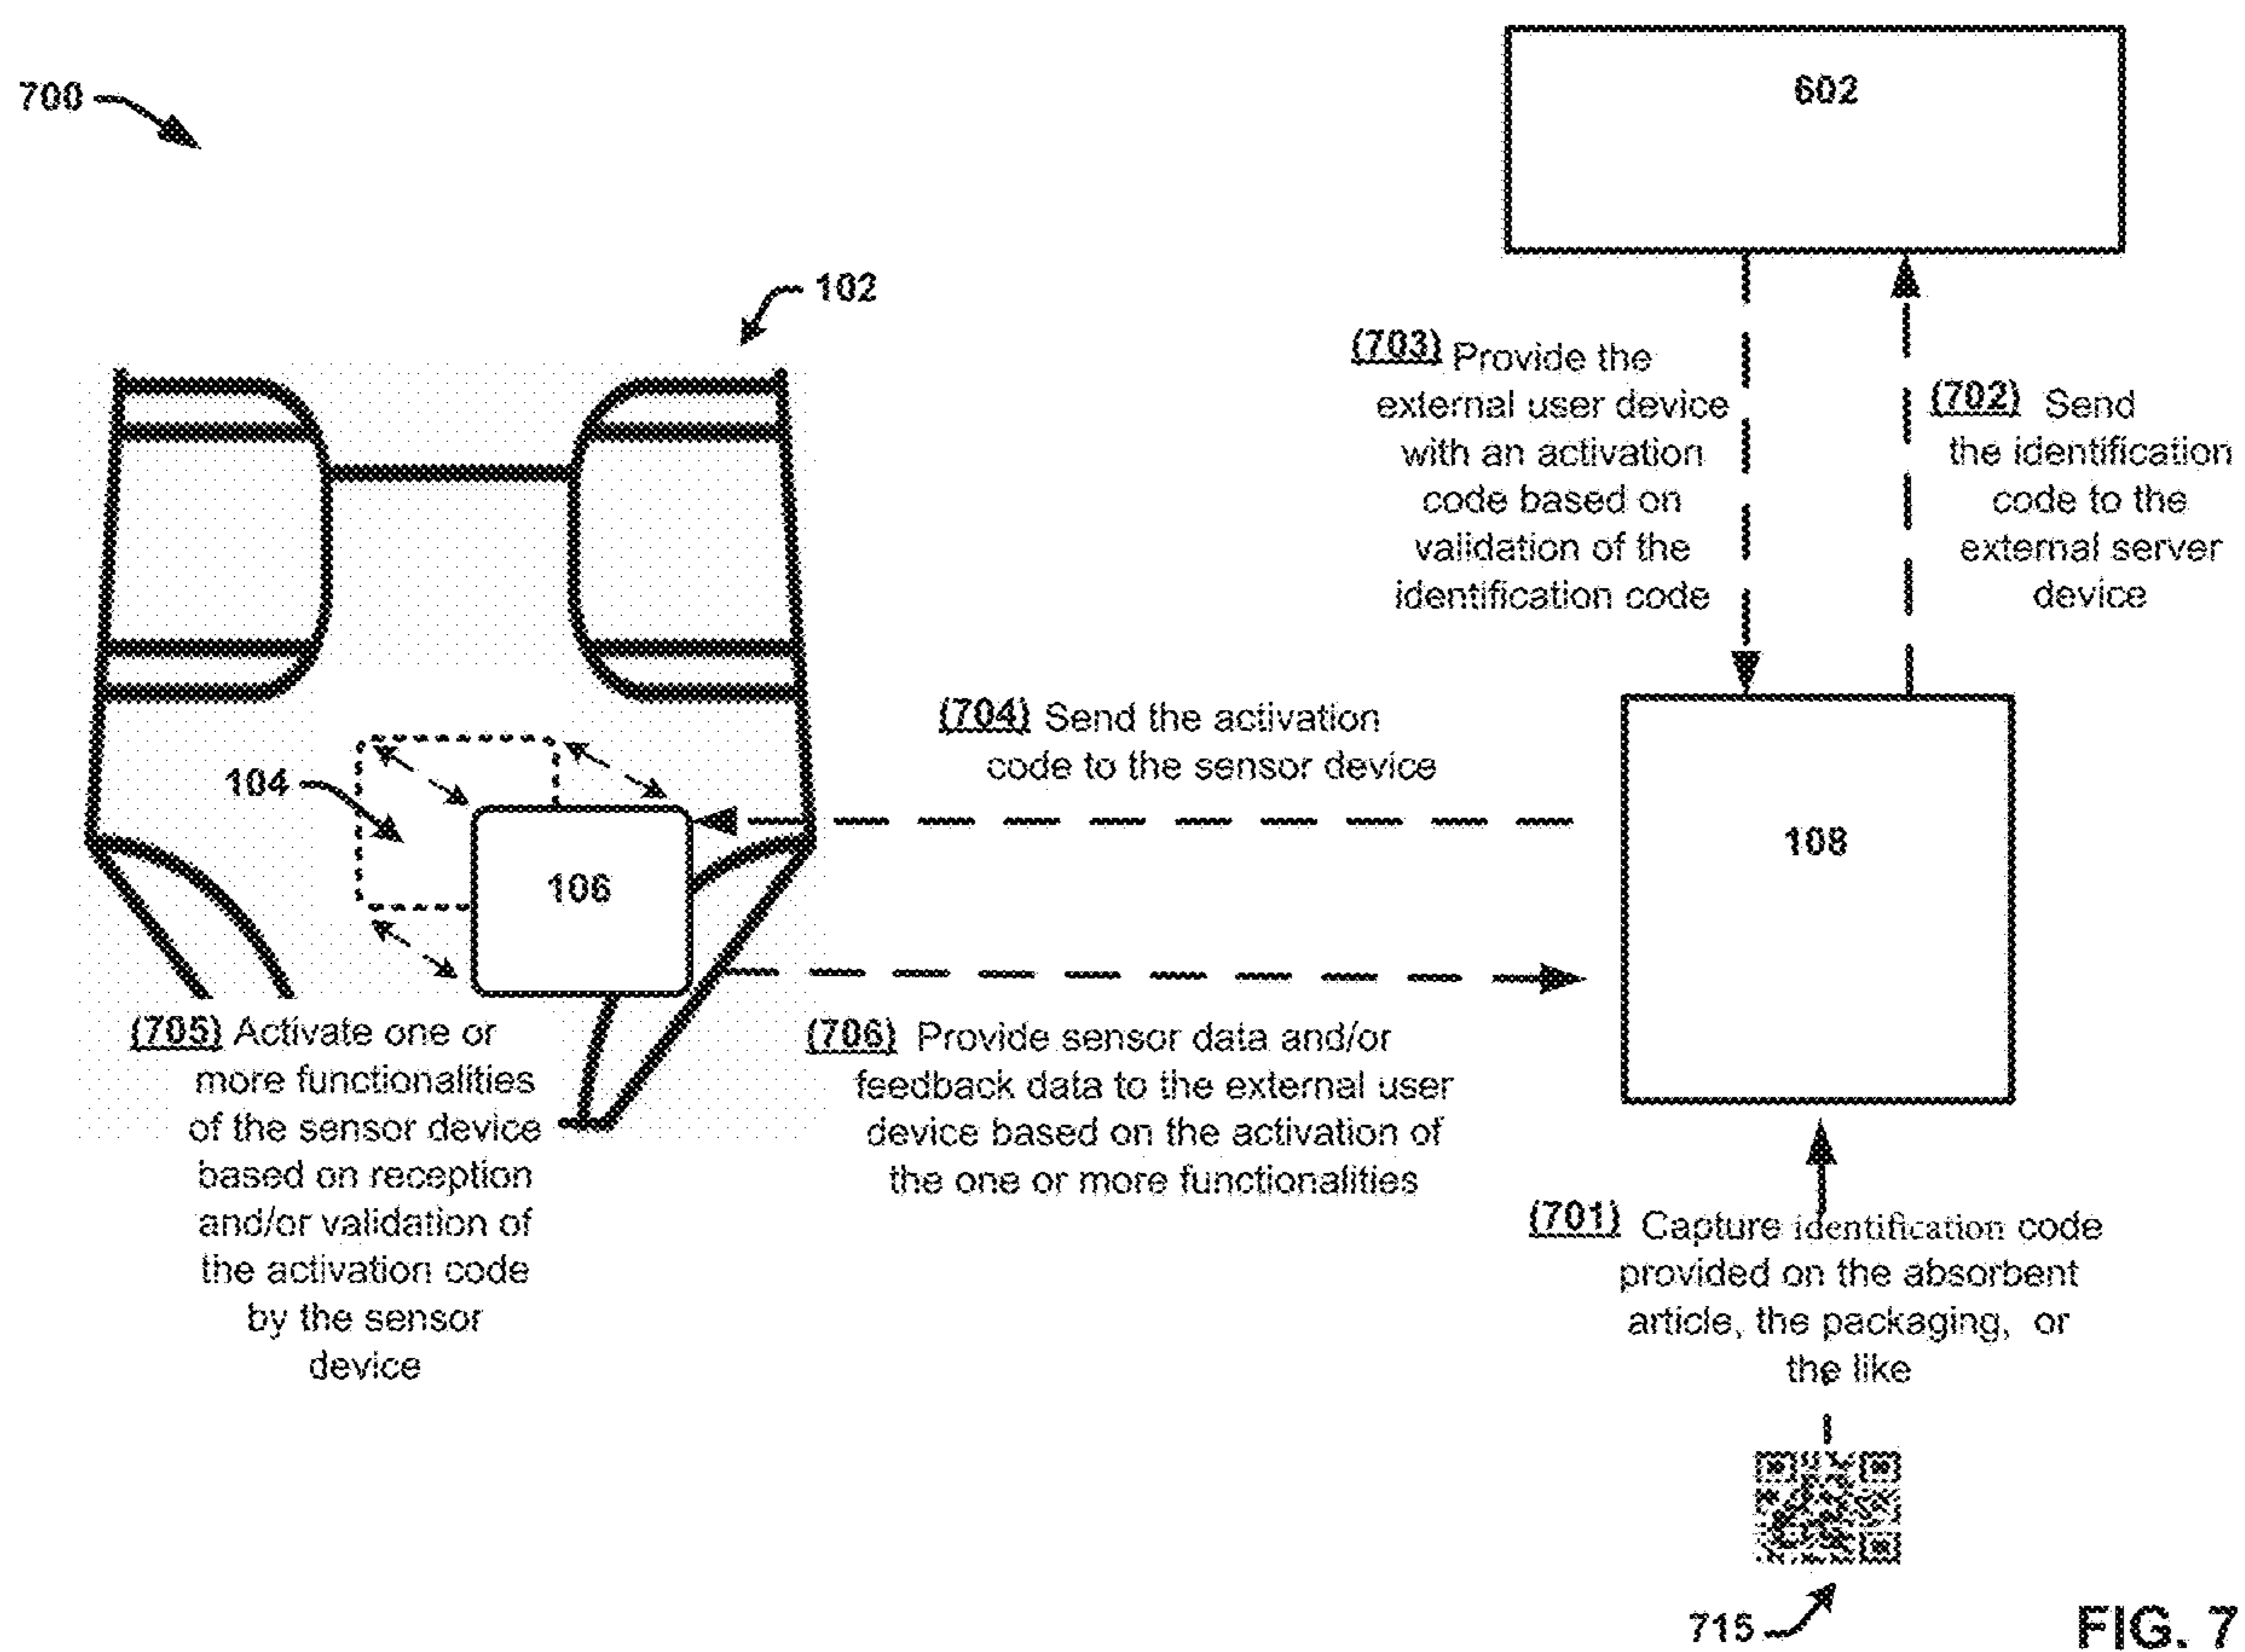 700
602
102
(703) Provide the
external user device
with an activation
code based on
validation of the
identification code
(702) Send
the identification
code to the
external server
device
(704) Send the activation
code to the sensor device
104
106
108
(705) Activate one or
more functionalities
of the sensor device
based on reception
and/or validation of
the activation code
by the sensor
device
(706) Provide sensor data and/or
feedback data to the external user
device based on the activation of
the one or more functionalities
(701) Capture identification code
provided on the absorbent
article, the packaging, or
the like
715
FIG. 7